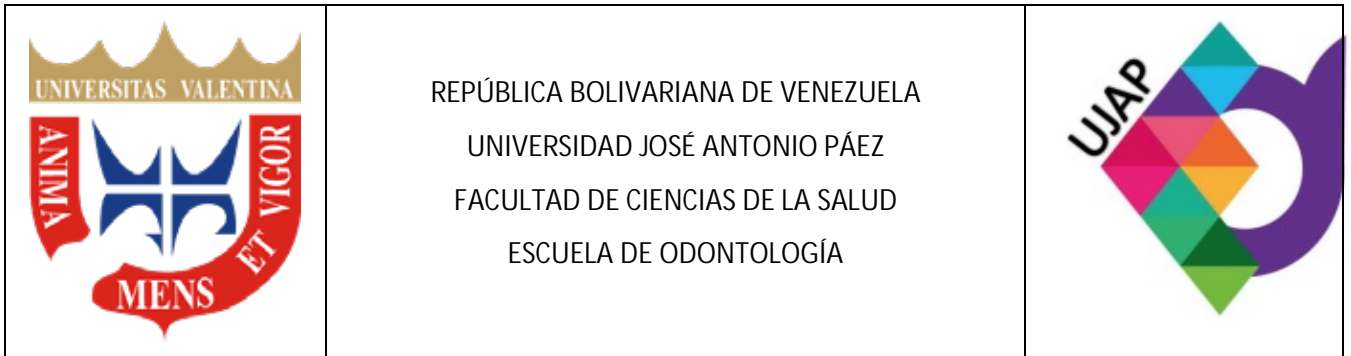 UNIVERSITAS VALENTINA
ANIMA
MENS
ET
VIGOR
REPÚBLICA BOLIVARIANA DE VENEZUELA
UNIVERSIDAD JOSÉ ANTONIO PÁEZ
FACULTAD DE CIENCIAS DE LA SALUD
ESCUELA DE ODONTOLOGÍA
UJAP